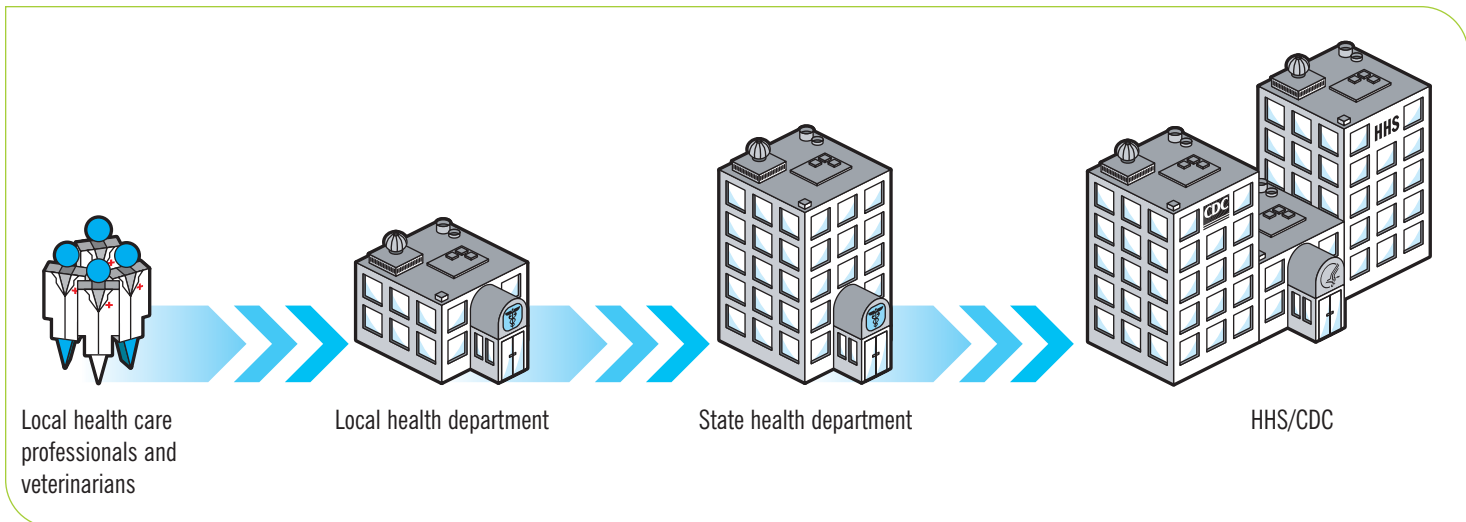 HHS
CDC
Local health care
professionals and
veterinarians
Local health department
State health department
HHS/CDC